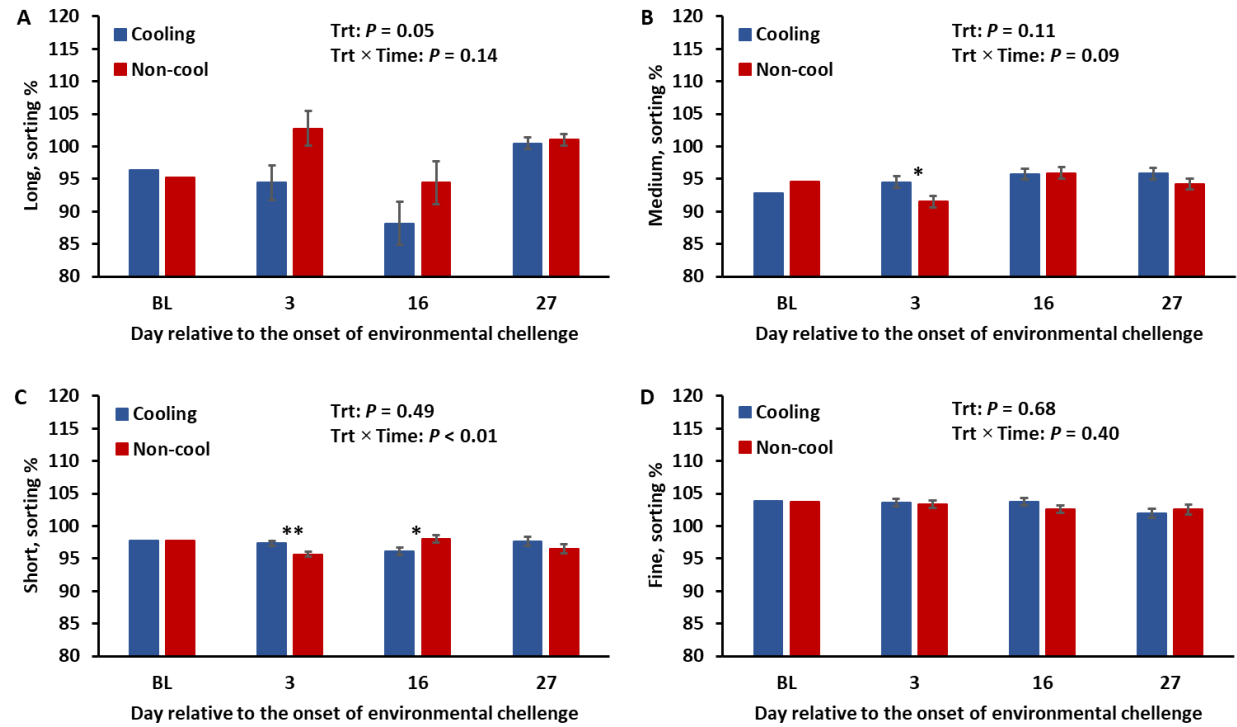 A
Long, sorting %
120
115
110
105
100
95
90
85
80
Cooling
Non-cool
Trt: P = 0.05
Trt × Time: P = 0.14
BL 3 16 27
Day relative to the onset of environmental chellenge
B
Medium, sorting %
120
115
110
105
100
95
90
85
80
Cooling
Non-cool
Trt: P = 0.11
Trt × Time: P = 0.09
*
BL 3 16 27
Day relative to the onset of environmental chellenge
C
Short, sorting %
120
115
110
105
100
95
90
85
80
Cooling
Non-cool
Trt: P = 0.49
Trt × Time: P < 0.01
** *
BL 3 16 27
Day relative to the onset of environmental chellenge
D
Fine, sorting %
120
115
110
105
100
95
90
85
80
Cooling
Non-cool
Trt: P = 0.68
Trt × Time: P = 0.40
BL 3 16 27
Day relative to the onset of environmental chellenge